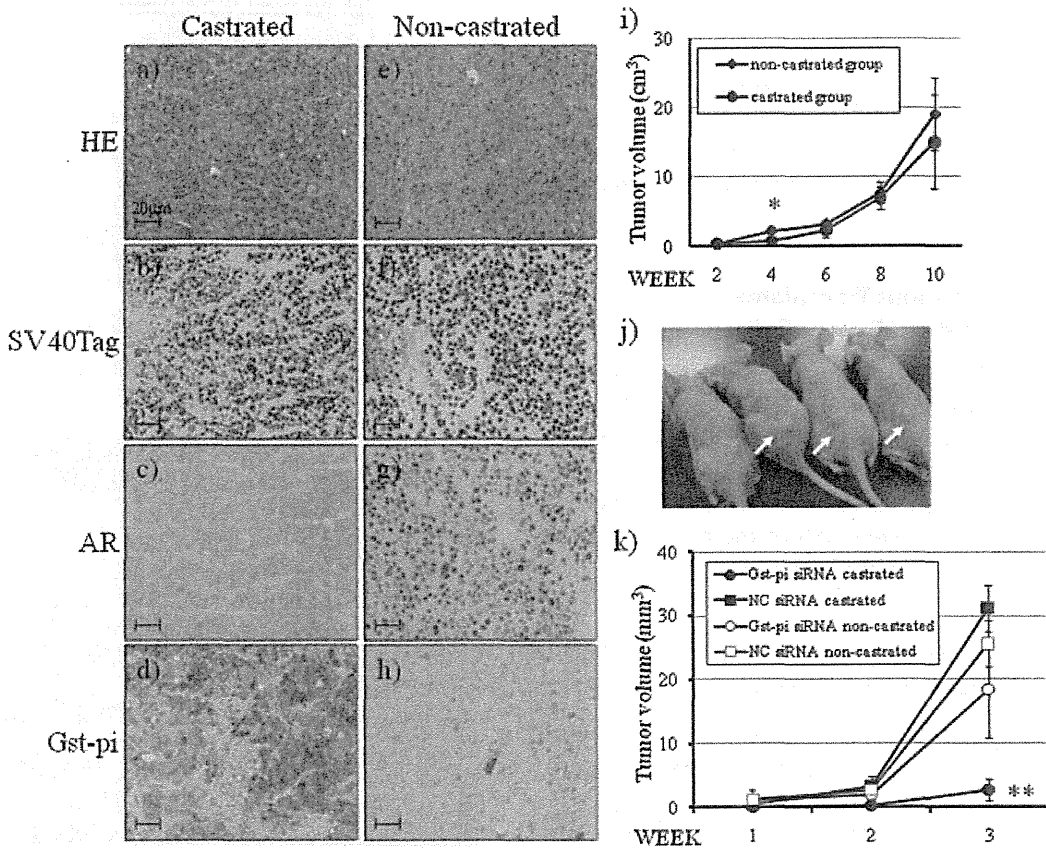 Castrated Non-castrated
HE
a)
20μm
e)
SV40Tag
b)
f)
AR
c)
g)
Gst-pi
d)
h)
i)
Tumor volume (cm³)
30
20
10
0
non-castrated group
castrated group
*
WEEK 2 4 6 8 10
j)
k)
Tumor volume (mm³)
40
30
20
10
0
Gst-pi siRNA castrated
NC siRNA castrated
Gst-pi siRNA non-castrated
NC siRNA non-castrated
**
WEEK 1 2 3